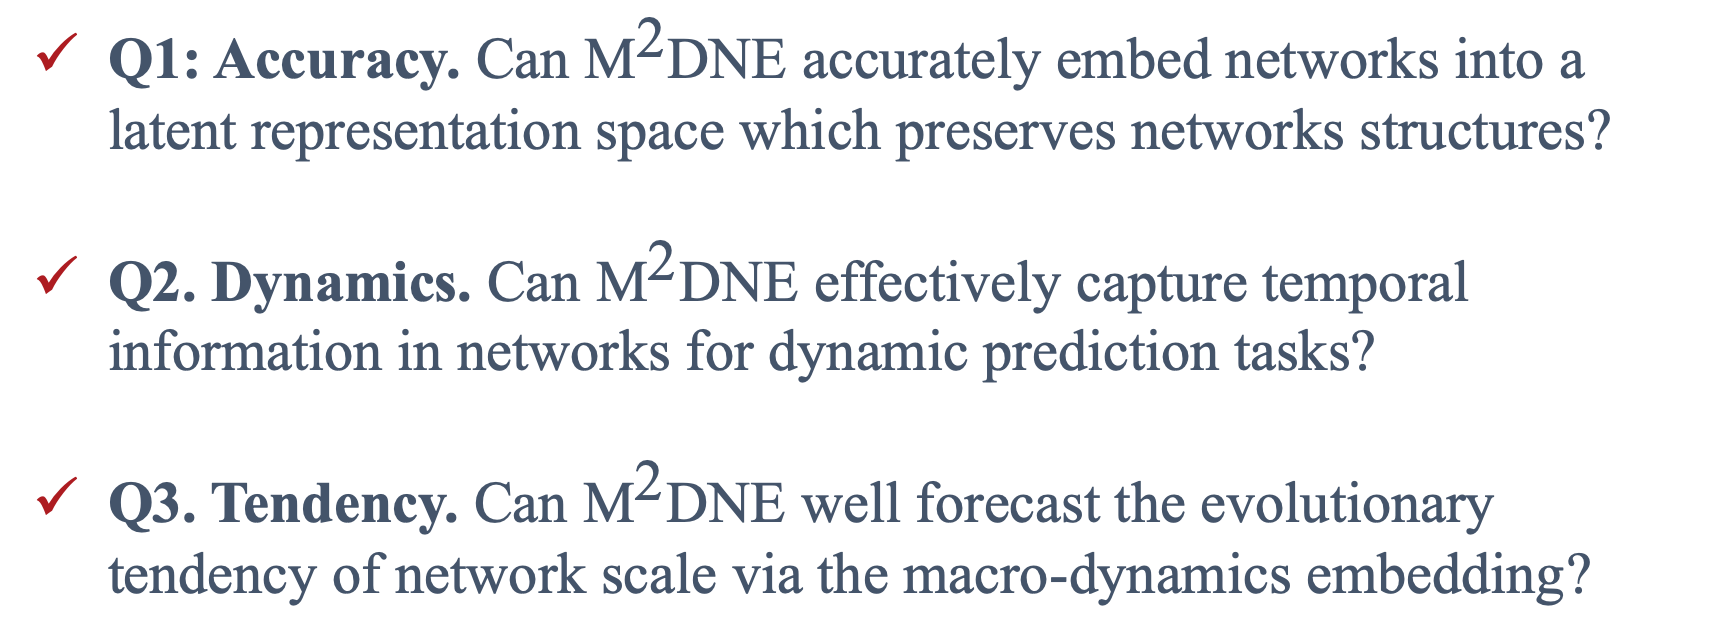 ✓ Q1: Accuracy. Can M²DNE accurately embed networks into a
latent representation space which preserves networks structures?
✓ Q2. Dynamics. Can M²DNE effectively capture temporal
information in networks for dynamic prediction tasks?
✓ Q3. Tendency. Can M²DNE well forecast the evolutionary
tendency of network scale via the macro-dynamics embedding?